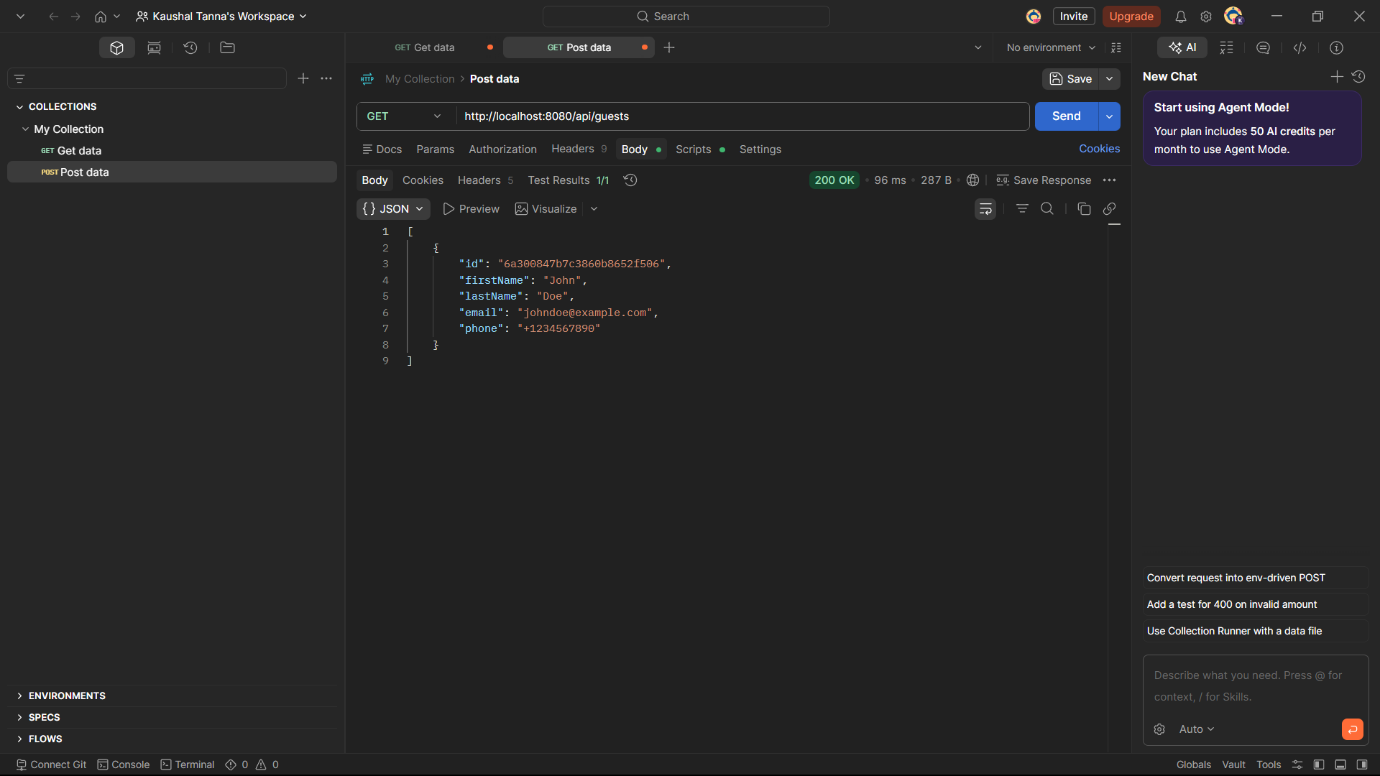 Kaushal Tanna's Workspace
Search
Invite
Upgrade
K
GET Get data
GET Post data
No environment
AI
COLLECTIONS
My Collection
GET Get data
POST Post data
HTTP My Collection > Post data
Save
GET
http://localhost:8080/api/guests
Send
Docs Params Authorization Headers 9 Body Scripts Settings
Cookies
Body Cookies Headers 5 Test Results 1/1
200 OK • 96 ms • 287 B •
e.g. Save Response
{ } JSON Preview Visualize
1 [
2 {
3 "id": "6a300847b7c3860b8652f506",
4 "firstName": "John",
5 "lastName": "Doe",
6 "email": "johndoe@example.com",
7 "phone": "+1234567890"
8 }
9 ]
New Chat
Start using Agent Mode!
Your plan includes 50 AI credits per
month to use Agent Mode.
Convert request into env-driven POST
Add a test for 400 on invalid amount
Use Collection Runner with a data file
Describe what you need. Press @ for
context, / for Skills.
Auto
ENVIRONMENTS
SPECS
FLOWS
Connect Git Console Terminal 0 0
Globals Vault Tools